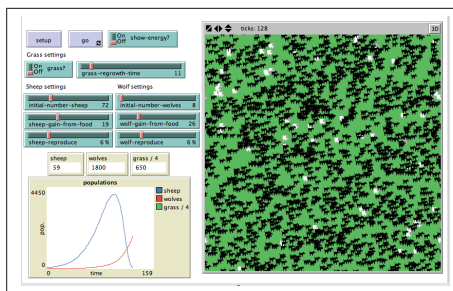 ticks: 128
3D
setup
go
On
Off
show-energy?
Grass settings
On
Off
grass?
grass-regrowth-time 11
Sheep settings
Wolf settings
initial-number-sheep 72
initial-number-wolves 8
sheep-gain-from-food 19
wolf-gain-from-food 26
sheep-reproduce 6 %
wolf-reproduce 6 %
sheep
59
wolves
1800
grass / 4
650
populations
4450
pop.
0
0
time
159
sheep
wolves
grass / 4